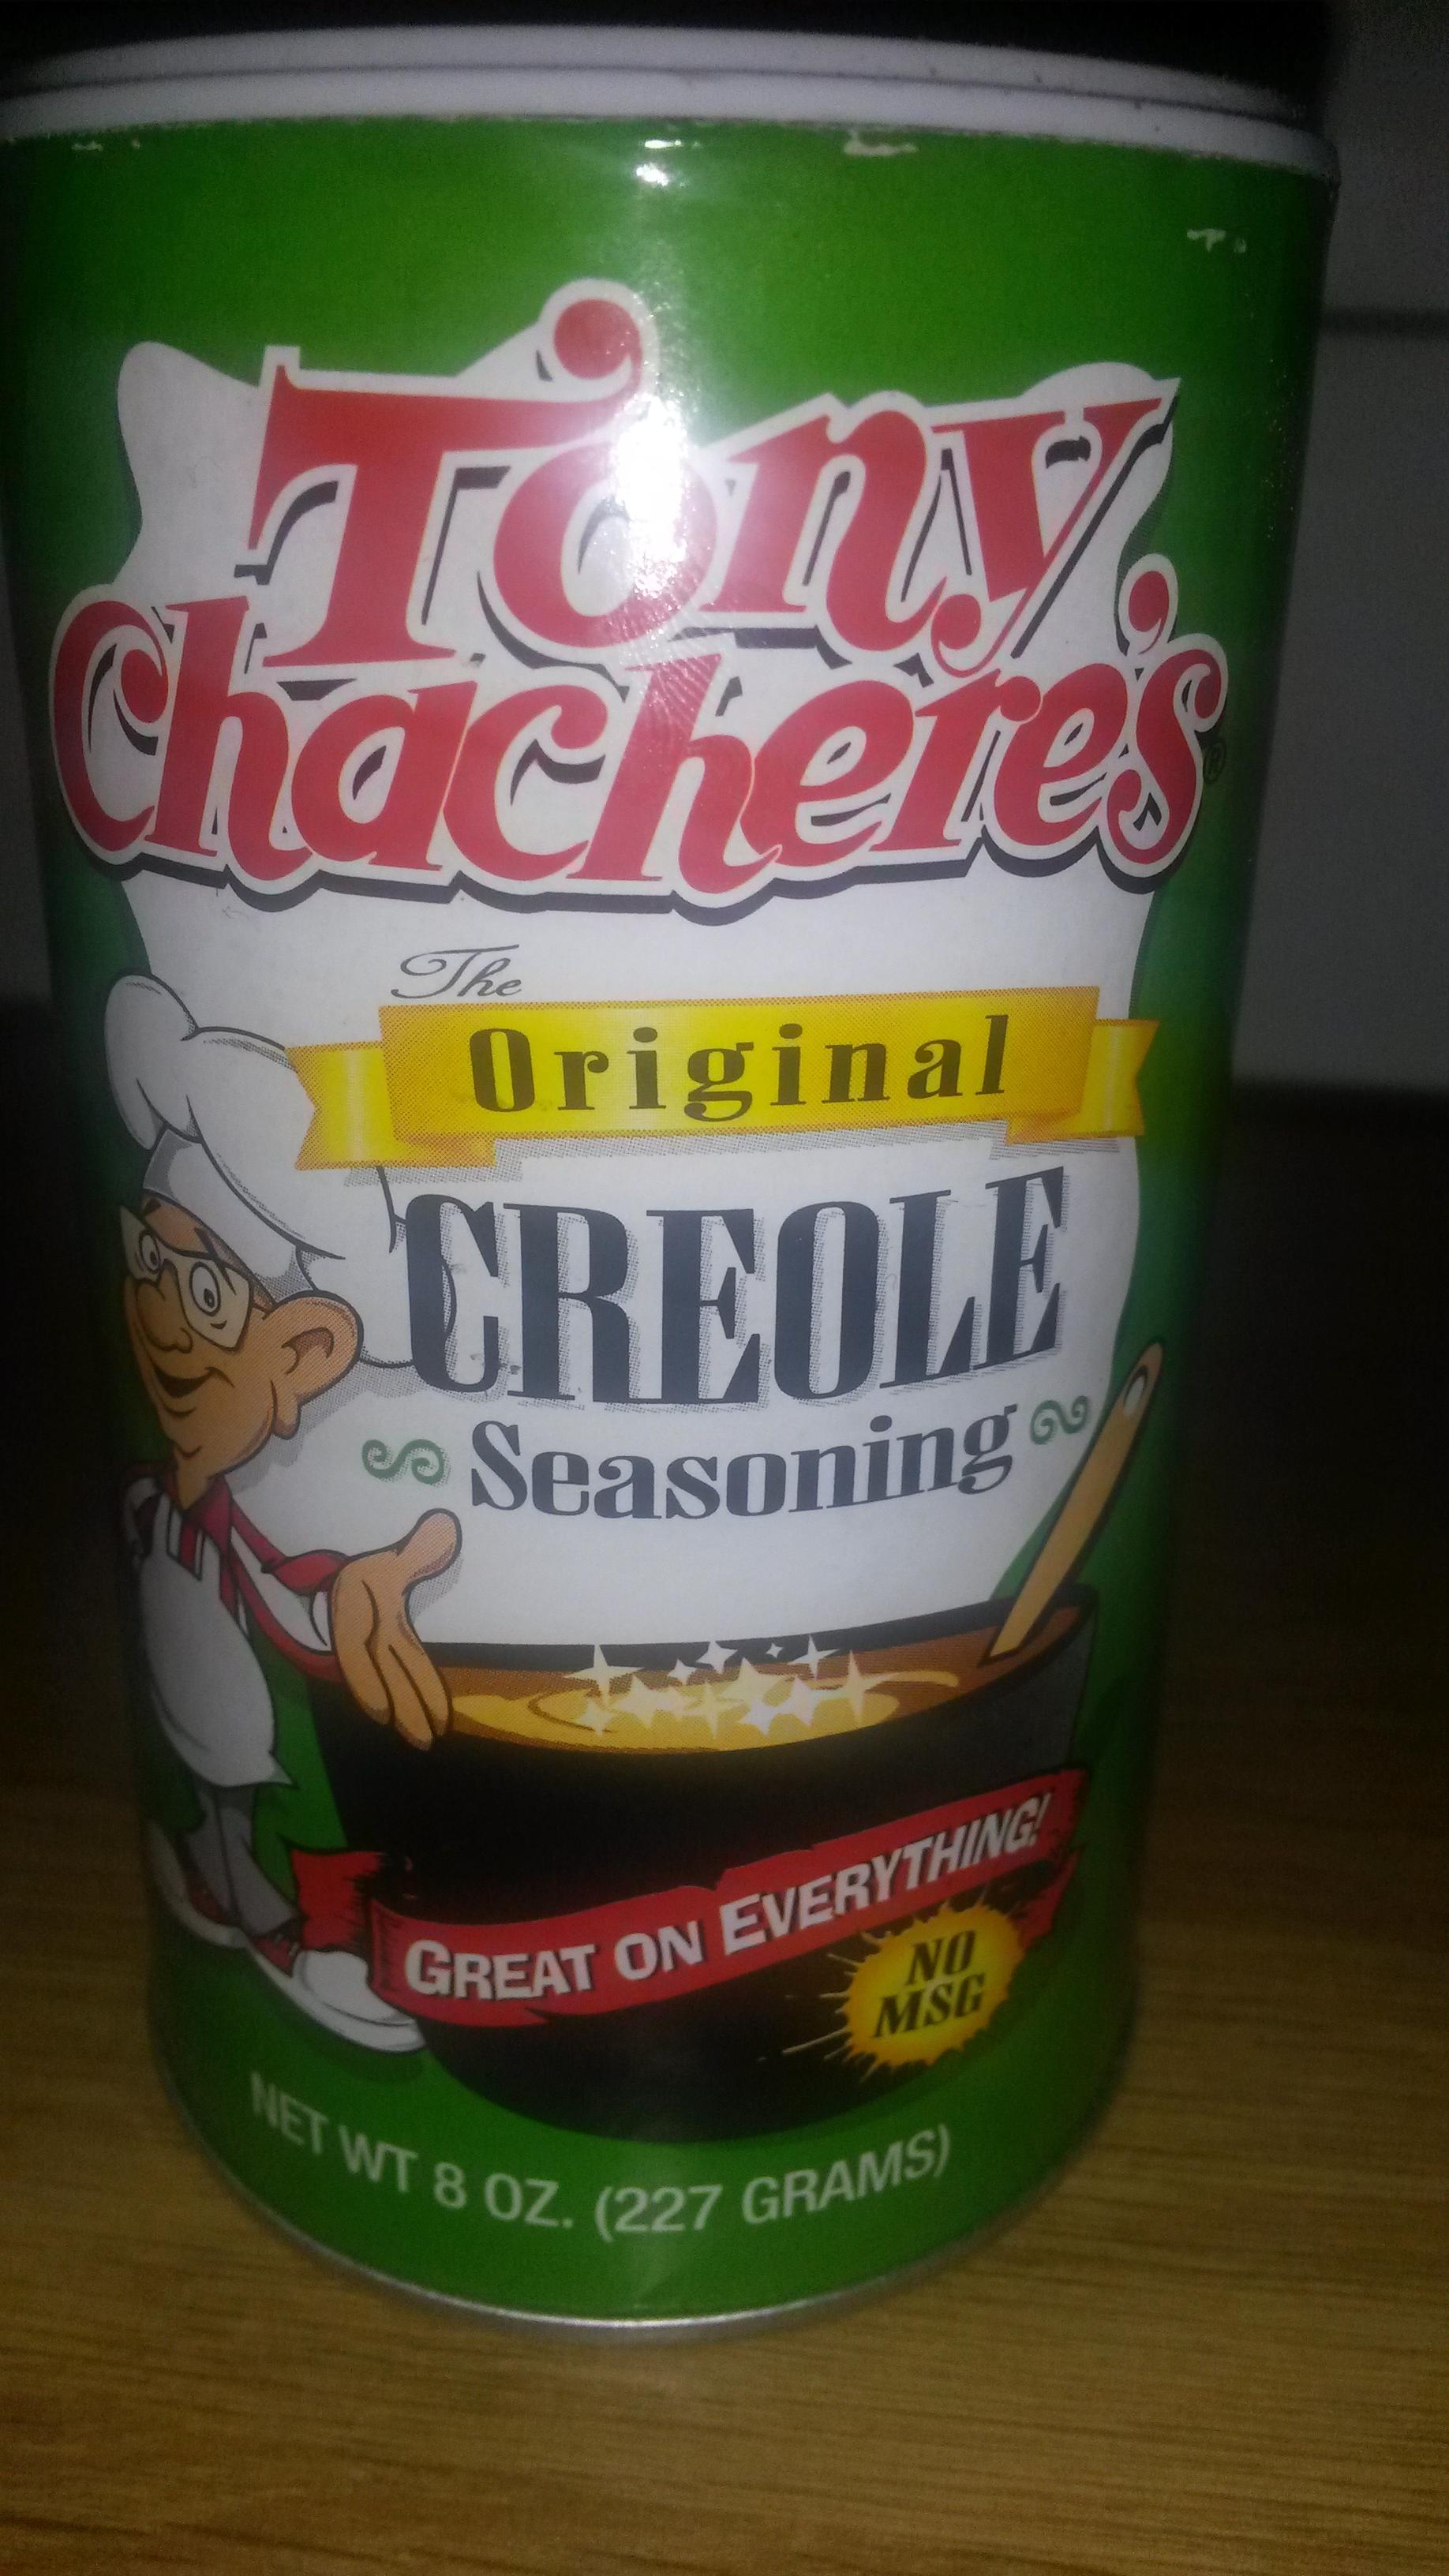 Tony
Chachere's®
The
Original
CREOLE
Seasoning
GREAT ON EVERYTHING!
NO
MSG
NET WT 8 OZ. (227 GRAMS)